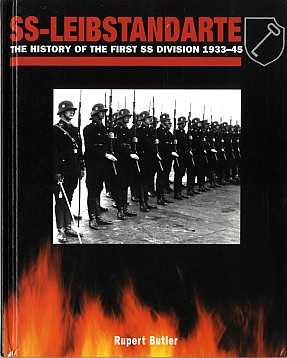 SS-LEIBSTANDARTE
THE HISTORY OF THE FIRST SS DIVISION 1933–45
Rupert Butler